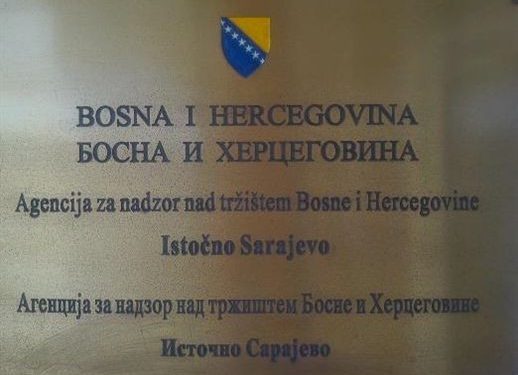 BOSNA I HERCEGOVINA
БОСНА И ХЕРЦЕГОВИНА
Agencija za nadzor nad tržištem Bosne i Hercegovine
Istočno Sarajevo
Агенција за надзор над тржиштем Босне и Херцеговине
Источно Сарајево